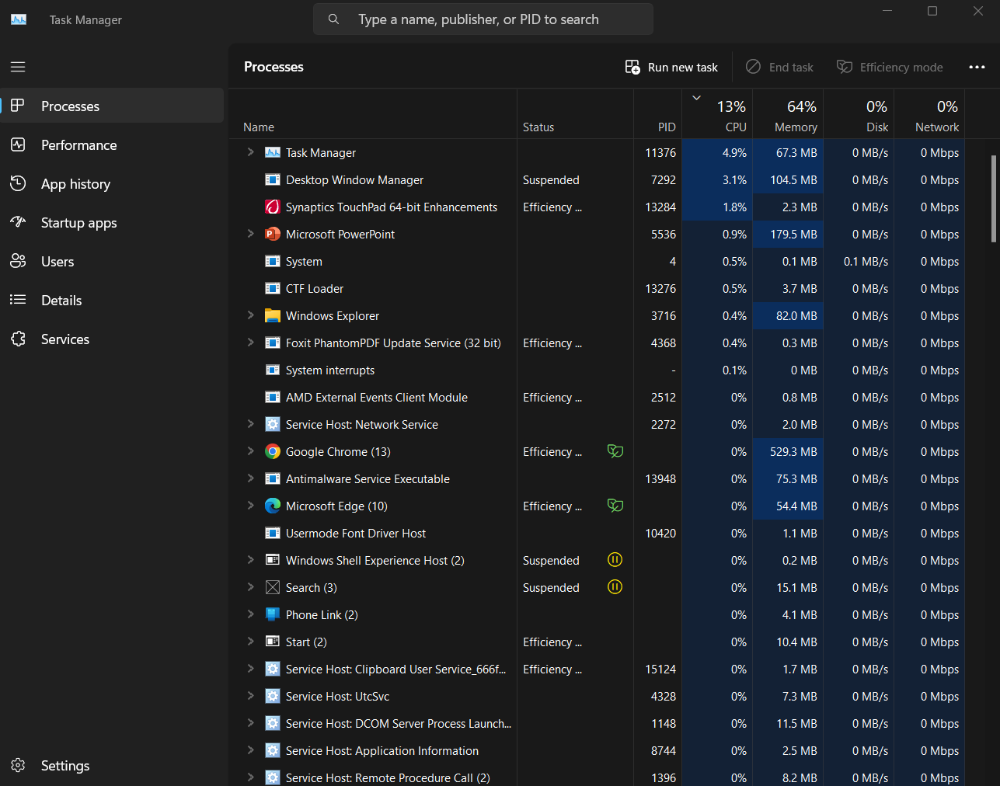 Task Manager
Type a name, publisher, or PID to search
Processes
Run new task
End task
Efficiency mode
Processes
Performance
App history
Startup apps
Users
Details
Services
Settings
13% 64% 0% 0%
Name Status PID CPU Memory Disk Network
Task Manager 11376 4.9% 67.3 MB 0 MB/s 0 Mbps
Desktop Window Manager Suspended 7292 3.1% 104.5 MB 0 MB/s 0 Mbps
Synaptics TouchPad 64-bit Enhancements Efficiency ... 13284 1.8% 2.3 MB 0 MB/s 0 Mbps
Microsoft PowerPoint 5536 0.9% 179.5 MB 0 MB/s 0 Mbps
System 4 0.5% 0.1 MB 0.1 MB/s 0 Mbps
CTF Loader 13276 0.5% 3.7 MB 0 MB/s 0 Mbps
Windows Explorer 3716 0.4% 82.0 MB 0 MB/s 0 Mbps
Foxit PhantomPDF Update Service (32 bit) Efficiency ... 4368 0.4% 0.3 MB 0 MB/s 0 Mbps
System interrupts - 0.1% 0 MB 0 MB/s 0 Mbps
AMD External Events Client Module Efficiency ... 2512 0% 0.8 MB 0 MB/s 0 Mbps
Service Host: Network Service 2272 0% 2.0 MB 0 MB/s 0 Mbps
Google Chrome (13) Efficiency ... 0% 529.3 MB 0 MB/s 0 Mbps
Antimalware Service Executable 13948 0% 75.3 MB 0 MB/s 0 Mbps
Microsoft Edge (10) Efficiency ... 0% 54.4 MB 0 MB/s 0 Mbps
Usermode Font Driver Host 10420 0% 1.1 MB 0 MB/s 0 Mbps
Windows Shell Experience Host (2) Suspended 0% 0.2 MB 0 MB/s 0 Mbps
Search (3) Suspended 0% 15.1 MB 0 MB/s 0 Mbps
Phone Link (2) 0% 4.1 MB 0 MB/s 0 Mbps
Start (2) Efficiency ... 0% 10.4 MB 0 MB/s 0 Mbps
Service Host: Clipboard User Service_666f... Efficiency ... 15124 0% 1.7 MB 0 MB/s 0 Mbps
Service Host: UtcSvc 4328 0% 7.3 MB 0 MB/s 0 Mbps
Service Host: DCOM Server Process Launch... 1148 0% 11.5 MB 0 MB/s 0 Mbps
Service Host: Application Information 8744 0% 2.5 MB 0 MB/s 0 Mbps
Service Host: Remote Procedure Call (2) 1396 0% 8.2 MB 0 MB/s 0 Mbps